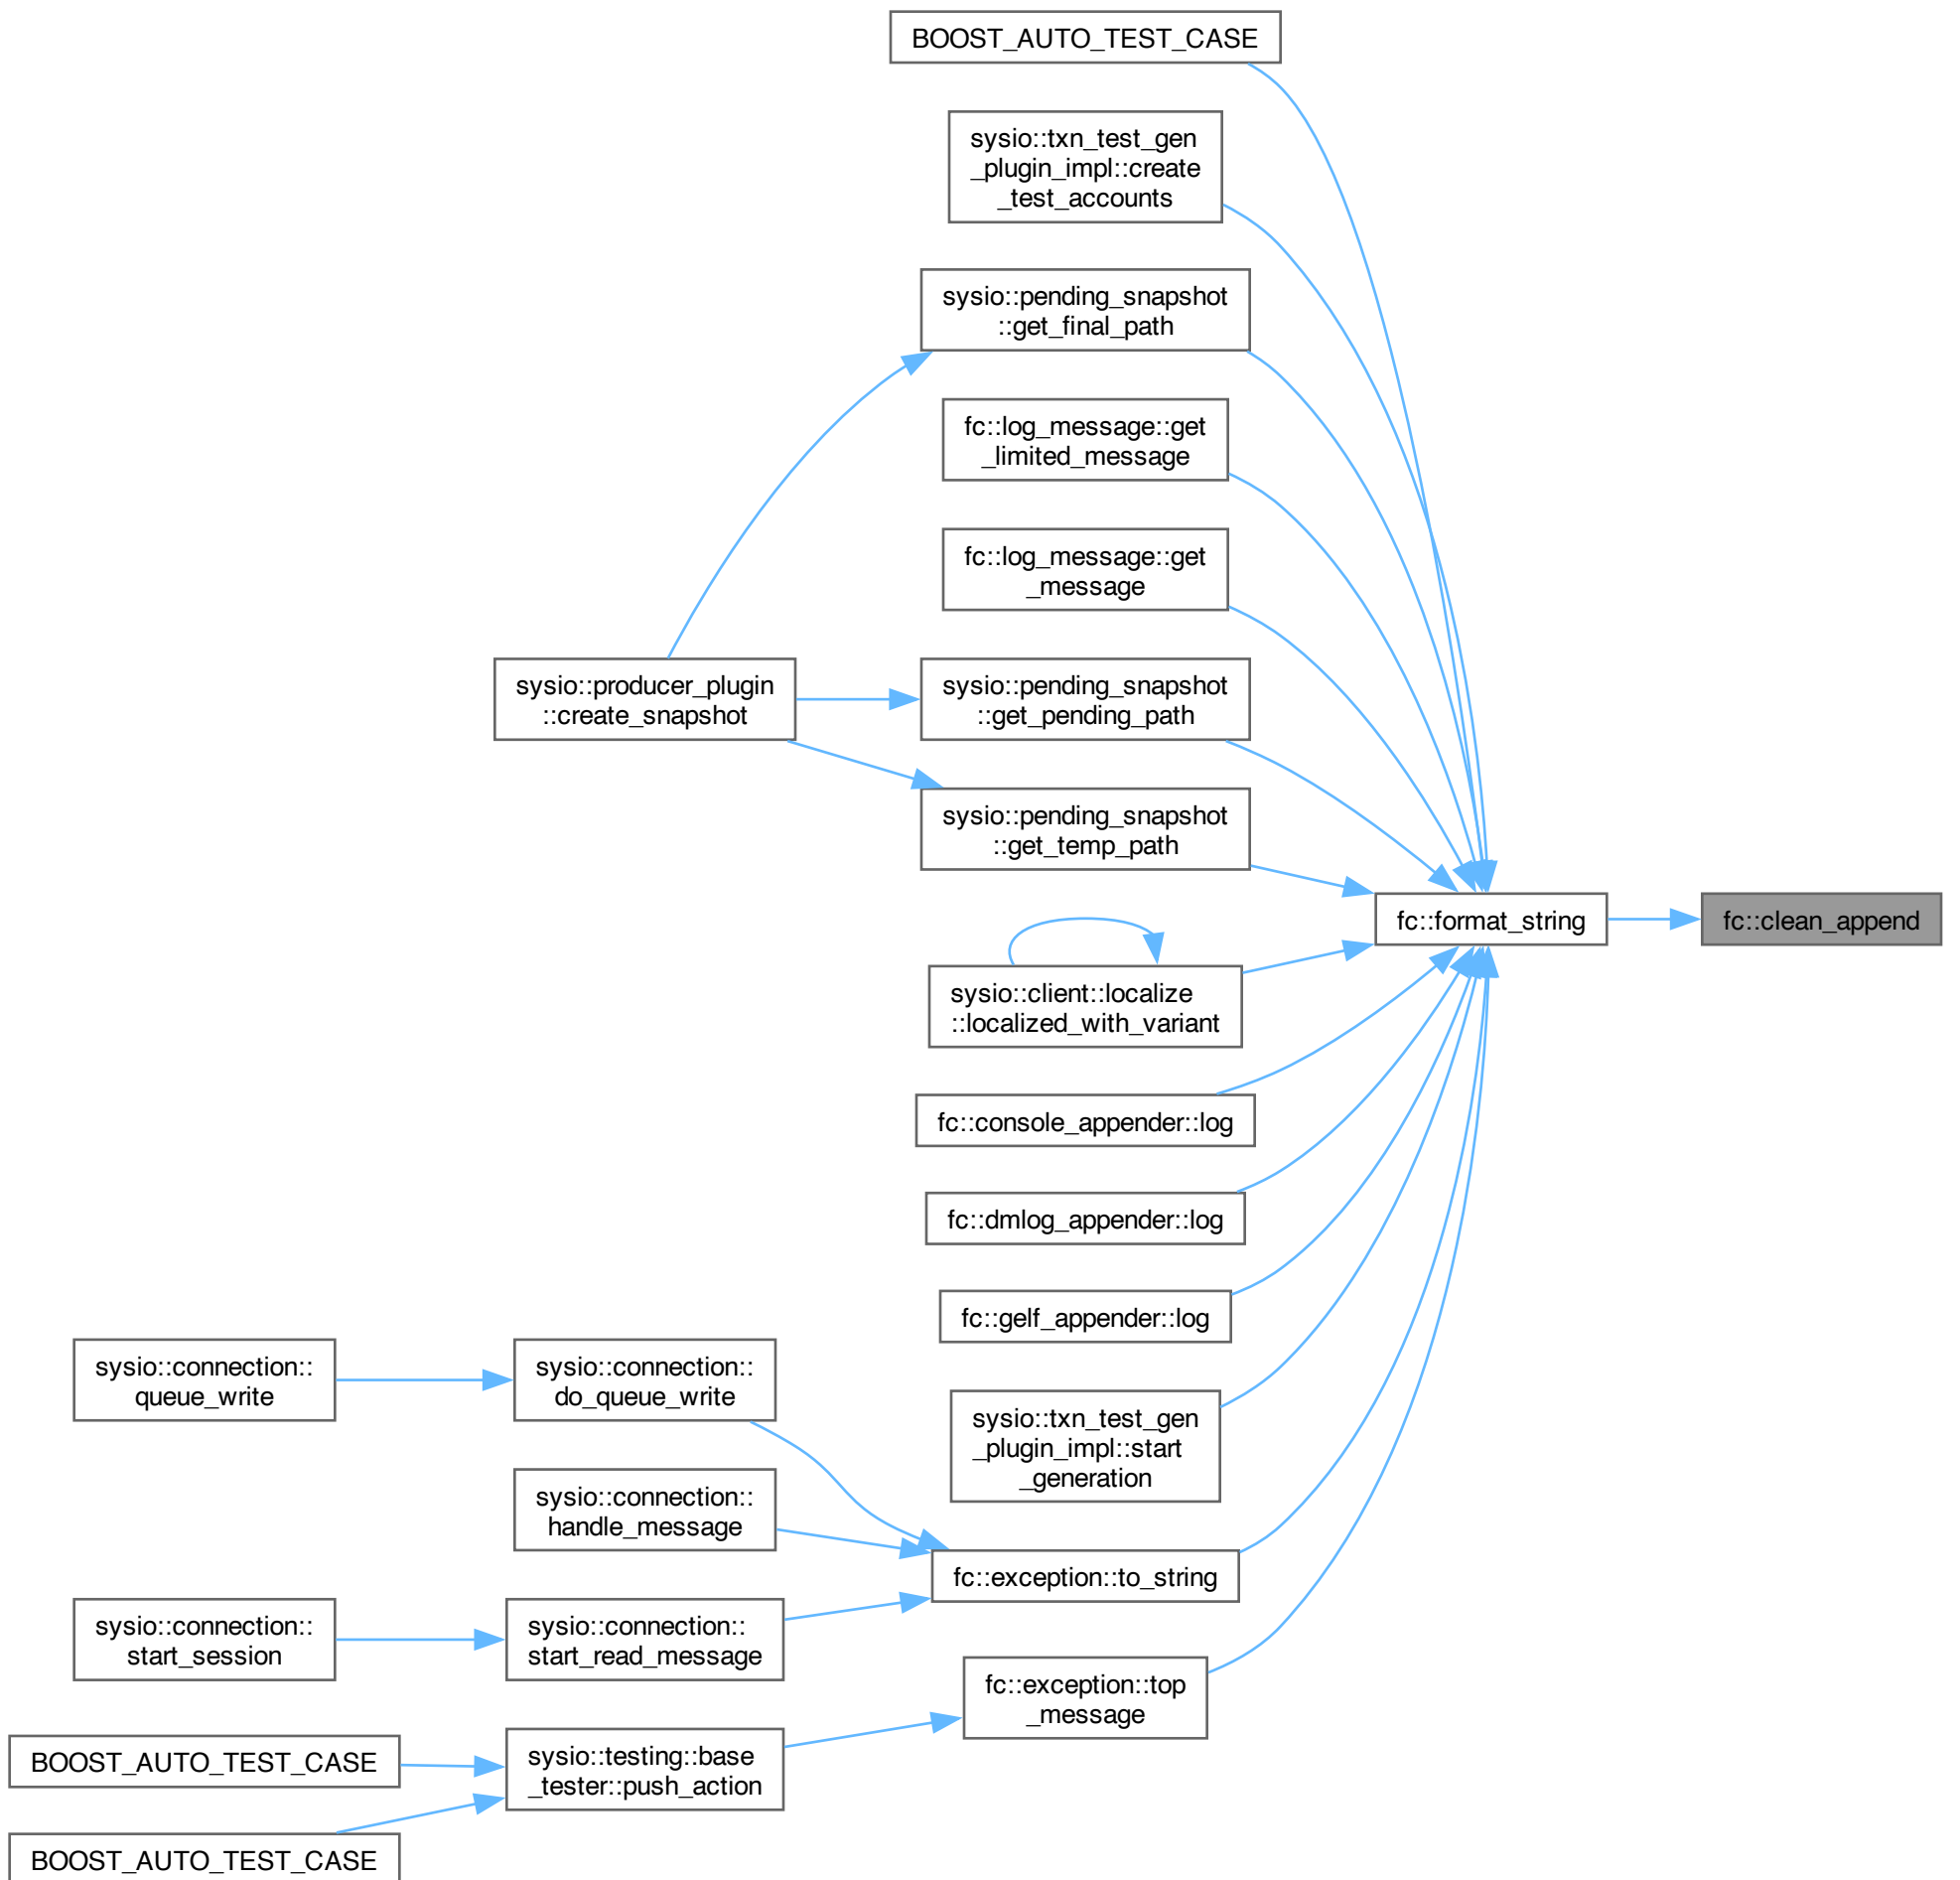 BOOST_AUTO_TEST_CASE
sysio::txn_test_gen
_plugin_impl::create
_test_accounts
sysio::pending_snapshot
::get_final_path
fc::log_message::get
_limited_message
fc::log_message::get
_message
sysio::producer_plugin
::create_snapshot
sysio::pending_snapshot
::get_pending_path
sysio::pending_snapshot
::get_temp_path
fc::format_string
fc::clean_append
sysio::client::localize
::localized_with_variant
fc::console_appender::log
fc::dmlog_appender::log
fc::gelf_appender::log
sysio::connection::
queue_write
sysio::connection::
do_queue_write
sysio::txn_test_gen
_plugin_impl::start
_generation
sysio::connection::
handle_message
fc::exception::to_string
sysio::connection::
start_session
sysio::connection::
start_read_message
fc::exception::top
_message
BOOST_AUTO_TEST_CASE
sysio::testing::base
_tester::push_action
BOOST_AUTO_TEST_CASE